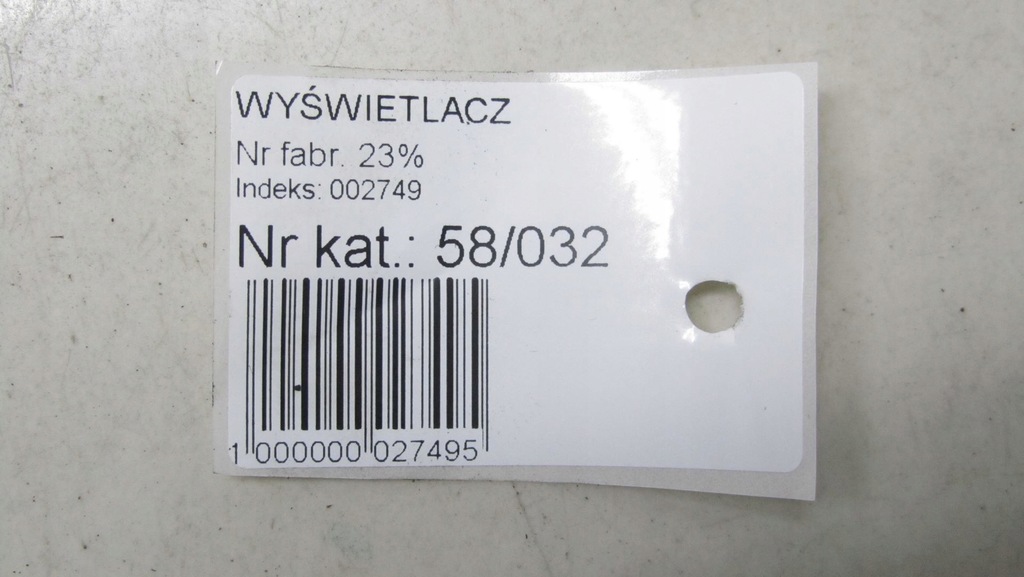 WYŚWIETLACZ
Nr fabr. 23%
Indeks: 002749
Nr kat.: 58/032
1 000000 027495